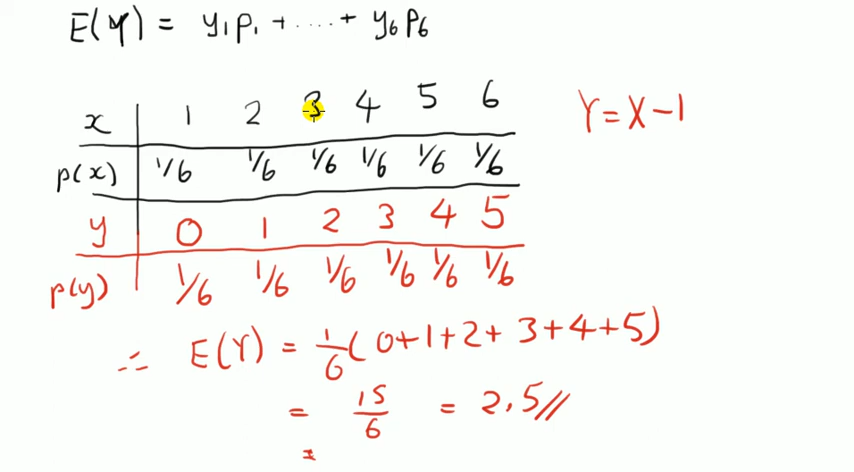 E(Y) = y₁p₁ + ..... + y₆p₆
x 1 2 3 4 5 6
Y = X − 1
p(x) 1/6 1/6 1/6 1/6 1/6 1/6
y 0 1 2 3 4 5
p(y) 1/6 1/6 1/6 1/6 1/6 1/6
∴ E(Y) = 1/6 ( 0+1+2+3+4+5)
= 15/6 = 2.5//
=